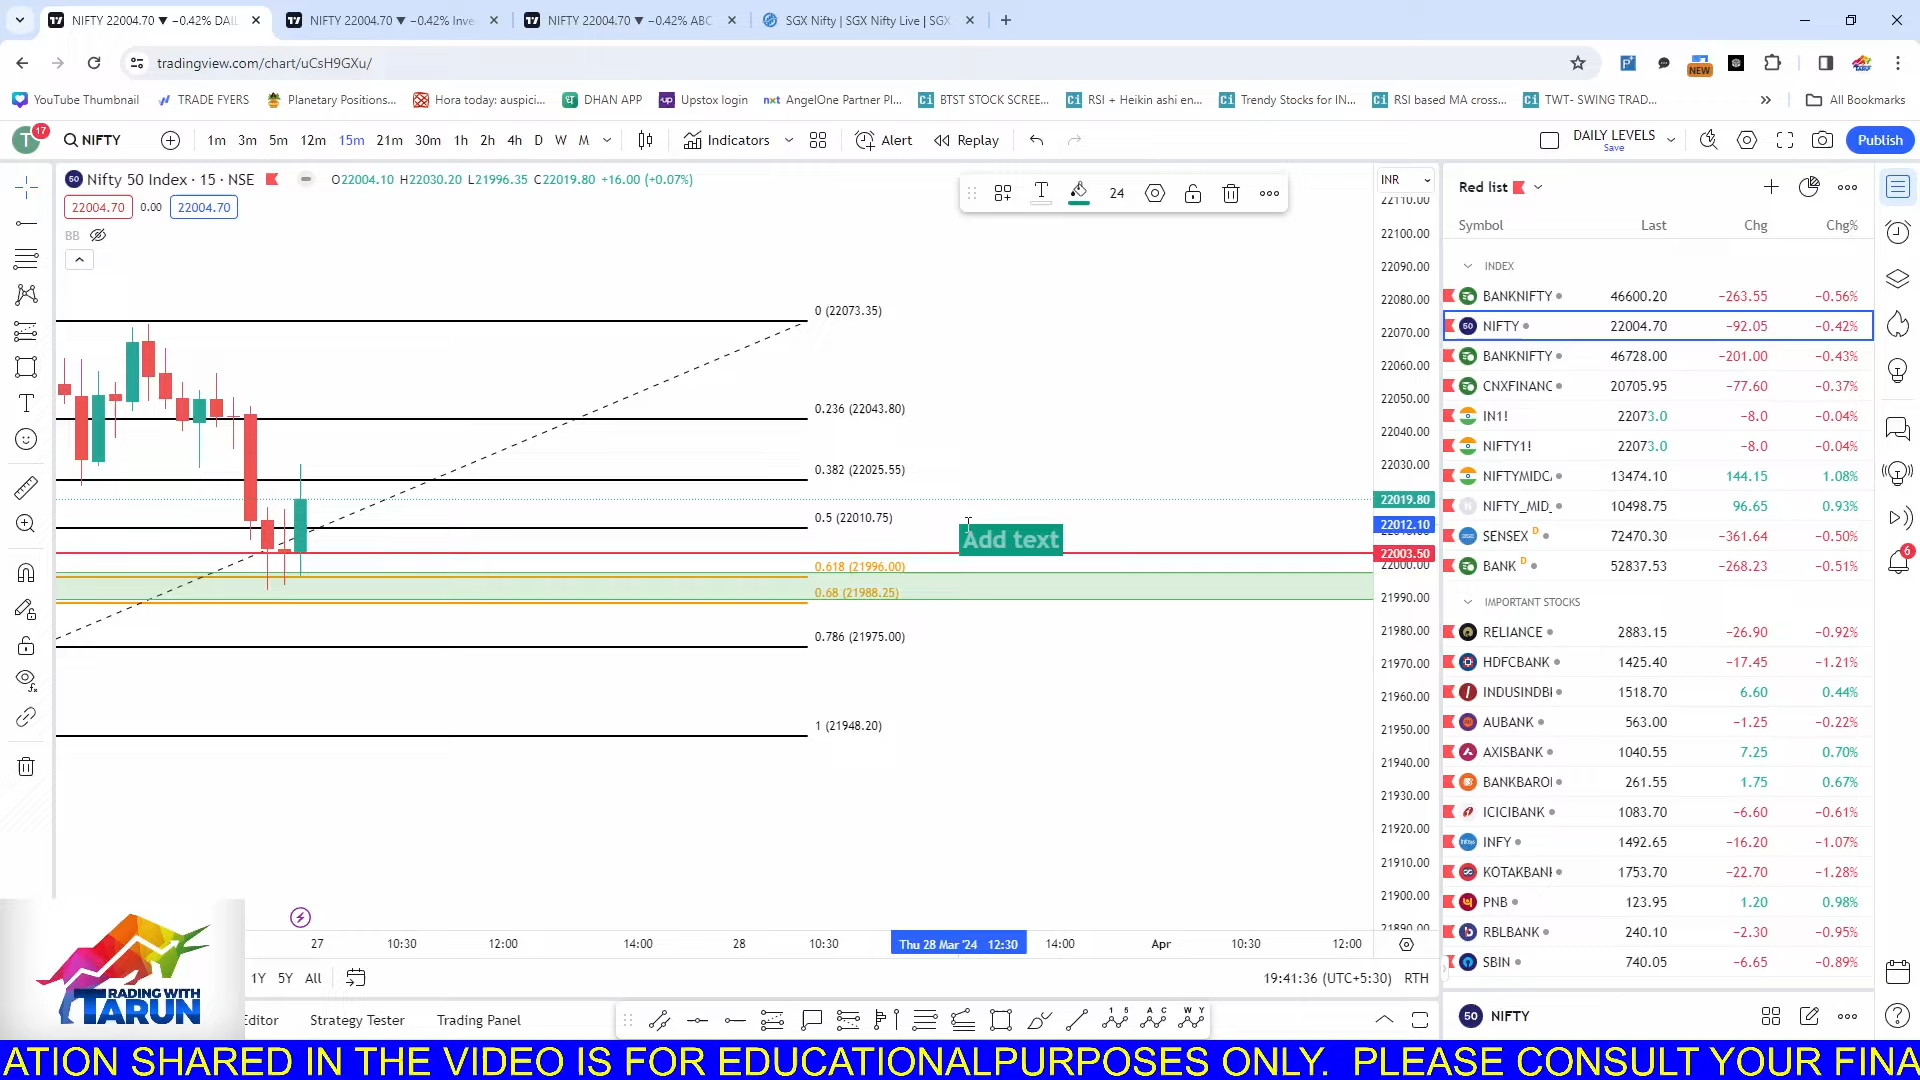 NIFTY 22004.70 ▼ −0.42% DAIL
NIFTY 22004.70 ▼ −0.42% Inve
NIFTY 22004.70 ▼ −0.42% ABC
SGX Nifty | SGX Nifty Live | SGX
tradingview.com/chart/uCsH9GXu/
NEW
YouTube Thumbnail
TRADE FYERS
Planetary Positions...
Hora today: auspici...
DHAN APP
Upstox login
nxt AngelOne Partner Pl...
BTST STOCK SCREE...
RSI + Heikin ashi en...
Trendy Stocks for IN...
RSI based MA cross...
TWT- SWING TRAD...
All Bookmarks
T 17
NIFTY
1m 3m 5m 12m 15m 21m 30m 1h 2h 4h D W M
Indicators
Alert
Replay
DAILY LEVELS
Save
Publish
50 Nifty 50 Index · 15 · NSE
O22004.10 H22030.20 L21996.35 C22019.80 +16.00 (+0.07%)
22004.70 0.00 22004.70
BB
T 24
INR
22110.00
22100.00
22090.00
22080.00
22070.00
22060.00
22050.00
22040.00
22030.00
22019.80
22012.10
22003.50
22000.00
21990.00
21980.00
21970.00
21960.00
21950.00
21940.00
21930.00
21920.00
21910.00
21900.00
21890.00
0 (22073.35)
0.236 (22043.80)
0.382 (22025.55)
0.5 (22010.75)
Add text
0.618 (21996.00)
0.68 (21988.25)
0.786 (21975.00)
1 (21948.20)
27 10:30 12:00 14:00 28 10:30 Thu 28 Mar '24 12:30 14:00 Apr 10:30 12:00
1Y 5Y All
19:41:36 (UTC+5:30) RTH
Editor
Strategy Tester
Trading Panel
Red list
Symbol Last Chg Chg%
INDEX
BANKNIFTY 46600.20 −263.55 −0.56%
NIFTY 22004.70 −92.05 −0.42%
BANKNIFTY 46728.00 −201.00 −0.43%
CNXFINANC 20705.95 −77.60 −0.37%
IN1! 22073.0 −8.0 −0.04%
NIFTY1! 22073.0 −8.0 −0.04%
NIFTYMIDC 13474.10 144.15 1.08%
NIFTY_MID_ 10498.75 96.65 0.93%
SENSEX D 72470.30 −361.64 −0.50%
BANK D 52837.53 −268.23 −0.51%
IMPORTANT STOCKS
RELIANCE 2883.15 −26.90 −0.92%
HDFCBANK 1425.40 −17.45 −1.21%
INDUSINDB 1518.70 6.60 0.44%
AUBANK 563.00 −1.25 −0.22%
AXISBANK 1040.55 7.25 0.70%
BANKBARO 261.55 1.75 0.67%
ICICIBANK 1083.70 −6.60 −0.61%
INFY 1492.65 −16.20 −1.07%
KOTAKBAN 1753.70 −22.70 −1.28%
PNB 123.95 1.20 0.98%
RBLBANK 240.10 −2.30 −0.95%
SBIN 740.05 −6.65 −0.89%
50 NIFTY
6
TRADING WITH
TARUN
ATION SHARED IN THE VIDEO IS FOR EDUCATIONALPURPOSES ONLY. PLEASE CONSULT YOUR FINA